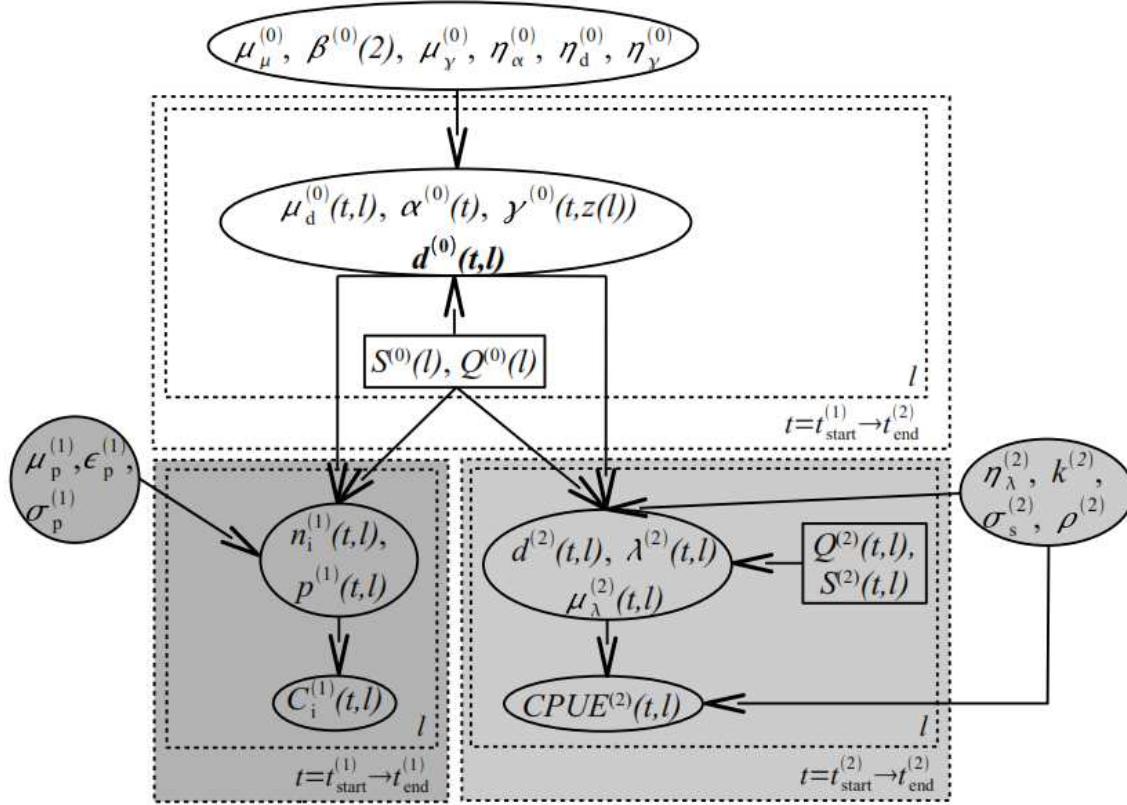 μ_μ^(0), β^(0)(2), μ_γ^(0), η_α^(0), η_d^(0), η_γ^(0)
μ_d^(0)(t,l), α^(0)(t), γ^(0)(t,z(l))
d^(0)(t,l)
S^(0)(l), Q^(0)(l)
l
t=t_start^(1)→t_end^(2)
μ_p^(1),ϵ_p^(1),
σ_p^(1)
n_i^(1)(t,l),
p^(1)(t,l)
C_i^(1)(t,l)
l
t=t_start^(1)→t_end^(1)
d^(2)(t,l), λ^(2)(t,l)
μ_λ^(2)(t,l)
Q^(2)(t,l),
S^(2)(t,l)
CPUE^(2)(t,l)
l
t=t_start^(2)→t_end^(2)
η_λ^(2), k^(2),
σ_s^(2), ρ^(2)